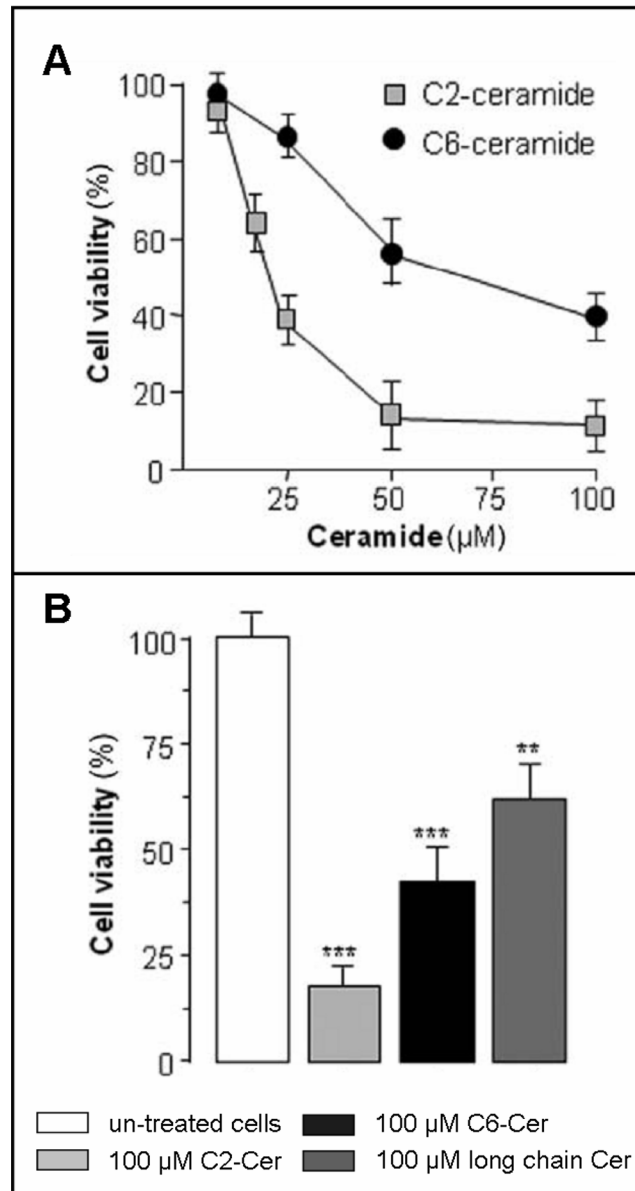 A
C2-ceramide
C6-ceramide
Cell viability (%)
100
80
60
40
20
0
25 50 75 100
Ceramide (µM)
B
Cell viability (%)
100
75
50
25
0
***
***
**
un-treated cells
100 µM C6-Cer
100 µM C2-Cer
100 µM long chain Cer